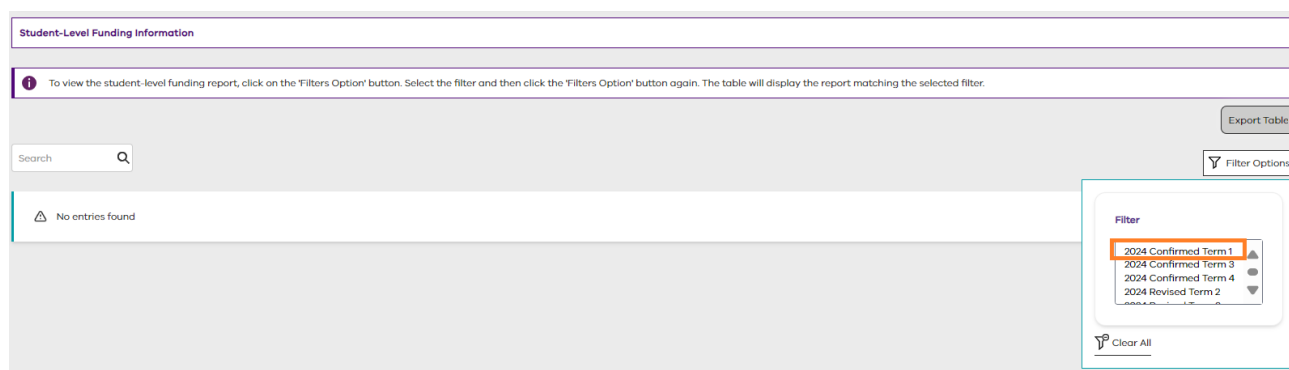 Student-Level Funding Information
To view the student-level funding report, click on the 'Filters Option' button. Select the filter and then click the 'Filters Option' button again. The table will display the report matching the selected filter.
Export Table
Search
Filter Options
No entries found
Filter
2024 Confirmed Term 1
2024 Confirmed Term 3
2024 Confirmed Term 4
2024 Revised Term 2
Clear All